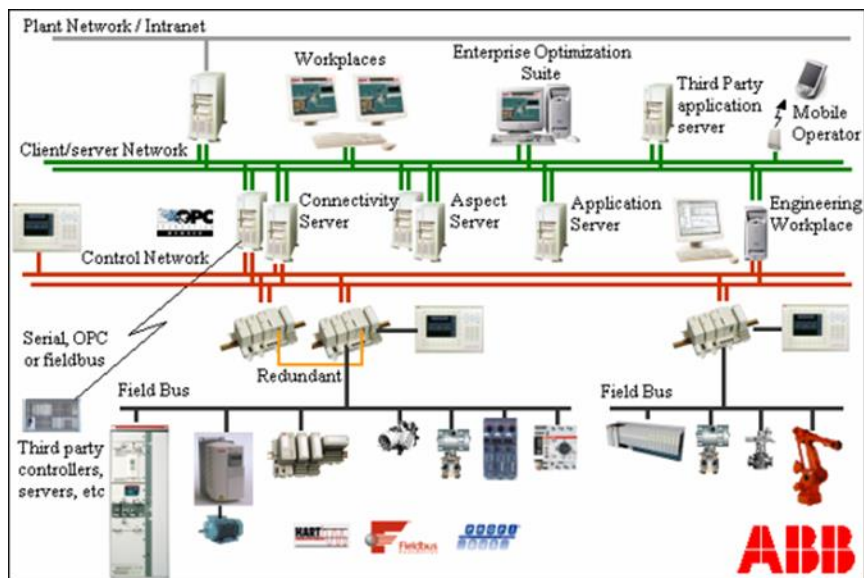 Plant Network / Intranet
Workplaces
Enterprise Optimization
Suite
Third Party
application
server
Mobile
Operator
Client/server Network
OPC
Connectivity
Server
Aspect
Server
Application
Server
Engineering
Workplace
Control Network
Serial, OPC
or fieldbus
Redundant
Field Bus
Field Bus
Third party
controllers,
servers, etc
HART
Fieldbus
PROFI
BUS
ABB